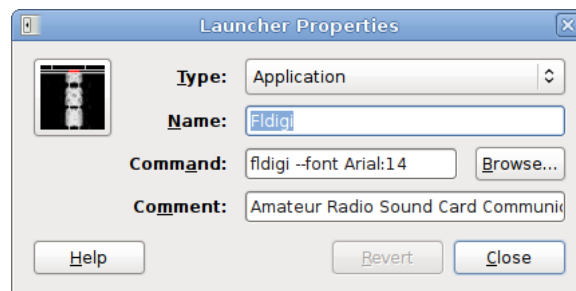 Launcher Properties
Type: Application
Name: Fldigi
Command: fldigi --font Arial:14 Browse...
Comment: Amateur Radio Sound Card Communic
Help Revert Close